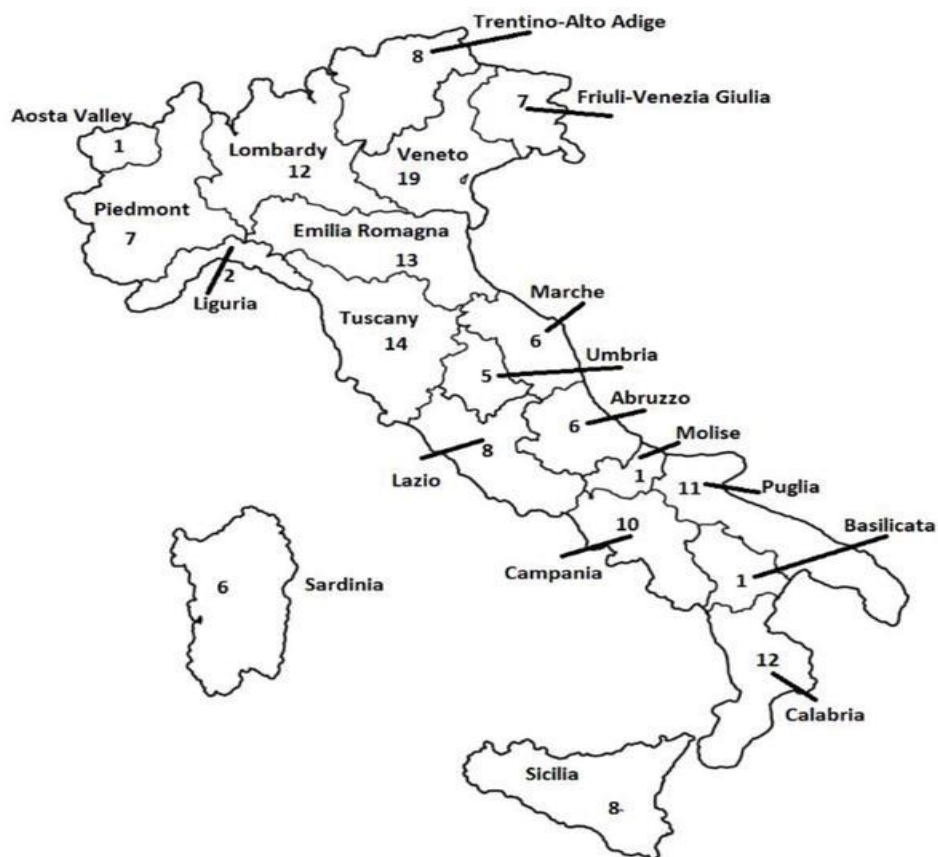 Trentino-Alto Adige
8
7
Friuli-Venezia Giulia
Aosta Valley
1
Lombardy
12
Veneto
19
Piedmont
7
Emilia Romagna
13
2
Liguria
Marche
6
Tuscany
14
Umbria
5
Abruzzo
6
Molise
1
Lazio
8
Puglia
11
Basilicata
1
Campania
10
Sardinia
6
12
Calabria
Sicilia
8